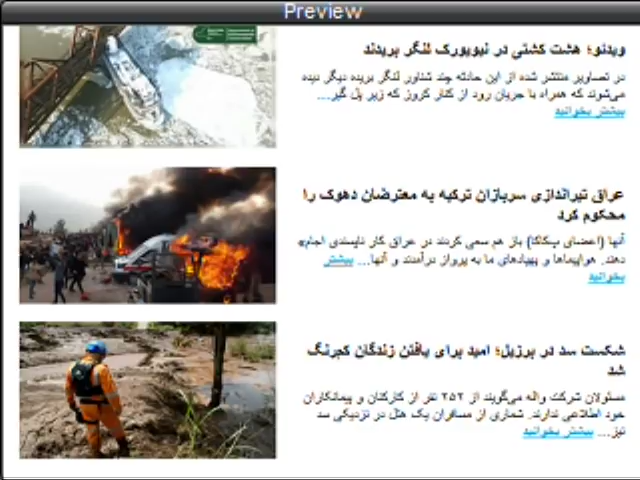 Preview
ویدئو؛ هشت کشتی در نیویورک لنگر بریدند
در تصاویر منتشر شده از این حادثه چند شناور لنگر بریده دیگر دیده
می‌شوند که همراه با جریان رود از کنار کروز که زیر پل گیر...
بیشتر بخوانید
عراق تیراندازی سربازان ترکیه به معترضان دهوک را
محکوم کرد
آنها (اعضای پ‌ک‌کا) باز هم سعی کردند در عراق کار ناپسندی انجام
دهند. هواپیماها و پهپادهای ما به پرواز درآمدند و آنها... بیشتر
بخوانید
شکست سد در برزیل؛ امید برای یافتن زندگان کمرنگ
شد
مسئولان شرکت واله می‌گویند از ۲۵۲ نفر از کارکنان و پیمانکاران
خود اطلاعی ندارند. شماری از مسافران یک هتل در نزدیکی سد
نیز... بیشتر بخوانید